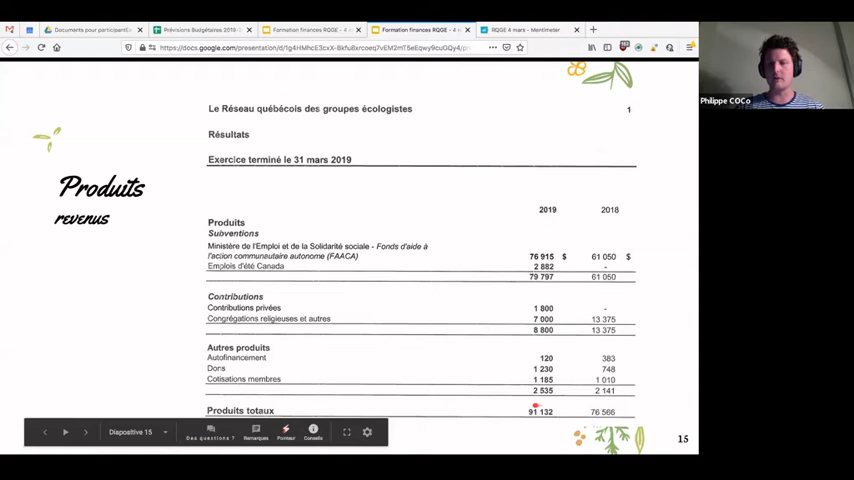 Documents pour participantE
Prévisions Budgétaires 2019-
Formation finances RQGE - 4 m
Formation finances RQGE - 4 m
RQGE 4 mars - Mentimeter
Philippe COCo
Produits
revenus
Le Réseau québécois des groupes écologistes 1
Résultats
Exercice terminé le 31 mars 2019
2019 2018
Produits
Subventions
Ministère de l'Emploi et de la Solidarité sociale - Fonds d'aide à
l'action communautaire autonome (FAACA) 76 915 $ 61 050 $
Emplois d'été Canada 2 882 -
79 797 61 050
Contributions
Contributions privées 1 800 -
Congrégations religieuses et autres 7 000 13 375
8 800 13 375
Autres produits
Autofinancement 120 383
Dons 1 230 748
Cotisations membres 1 185 1 010
2 535 2 141
Produits totaux 91 132 76 566
Diapositive 15
Des questions ?
Remarques
Pointeur
Conseils
15